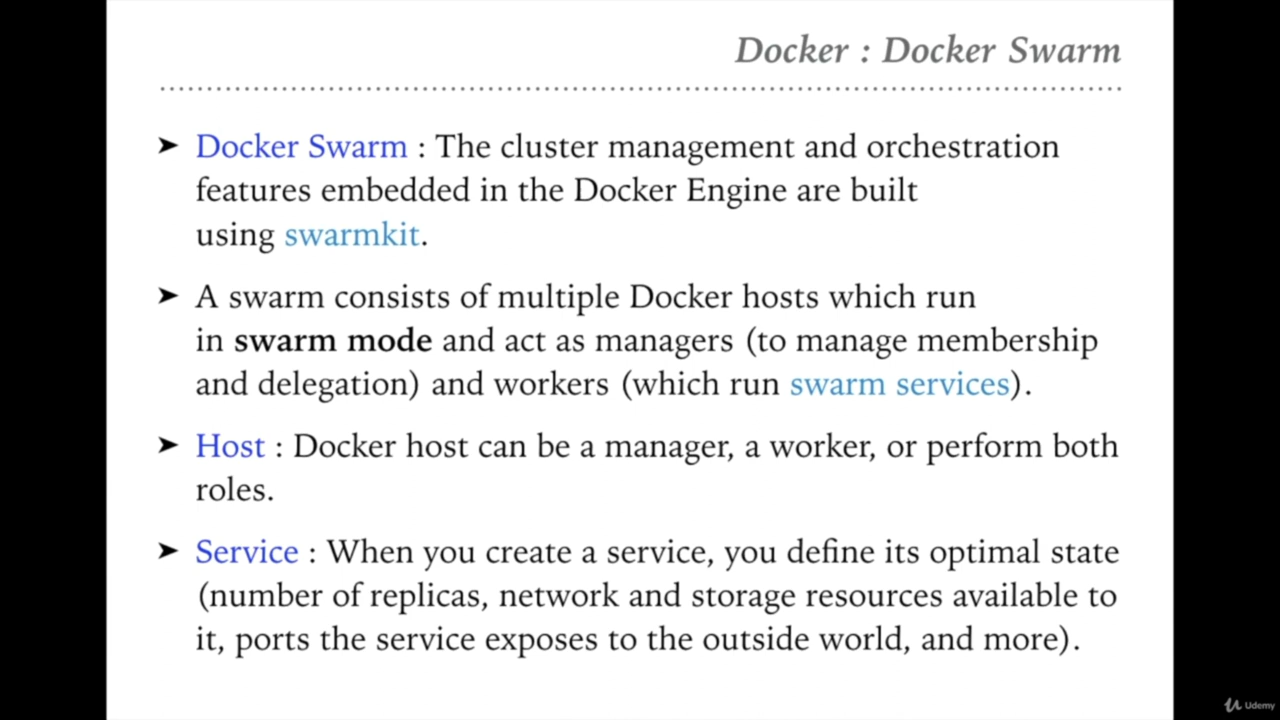 Docker : Docker Swarm
➤ Docker Swarm : The cluster management and orchestration
features embedded in the Docker Engine are built
using swarmkit.
➤ A swarm consists of multiple Docker hosts which run
in swarm mode and act as managers (to manage membership
and delegation) and workers (which run swarm services).
➤ Host : Docker host can be a manager, a worker, or perform both
roles.
➤ Service : When you create a service, you define its optimal state
(number of replicas, network and storage resources available to
it, ports the service exposes to the outside world, and more).
Udemy